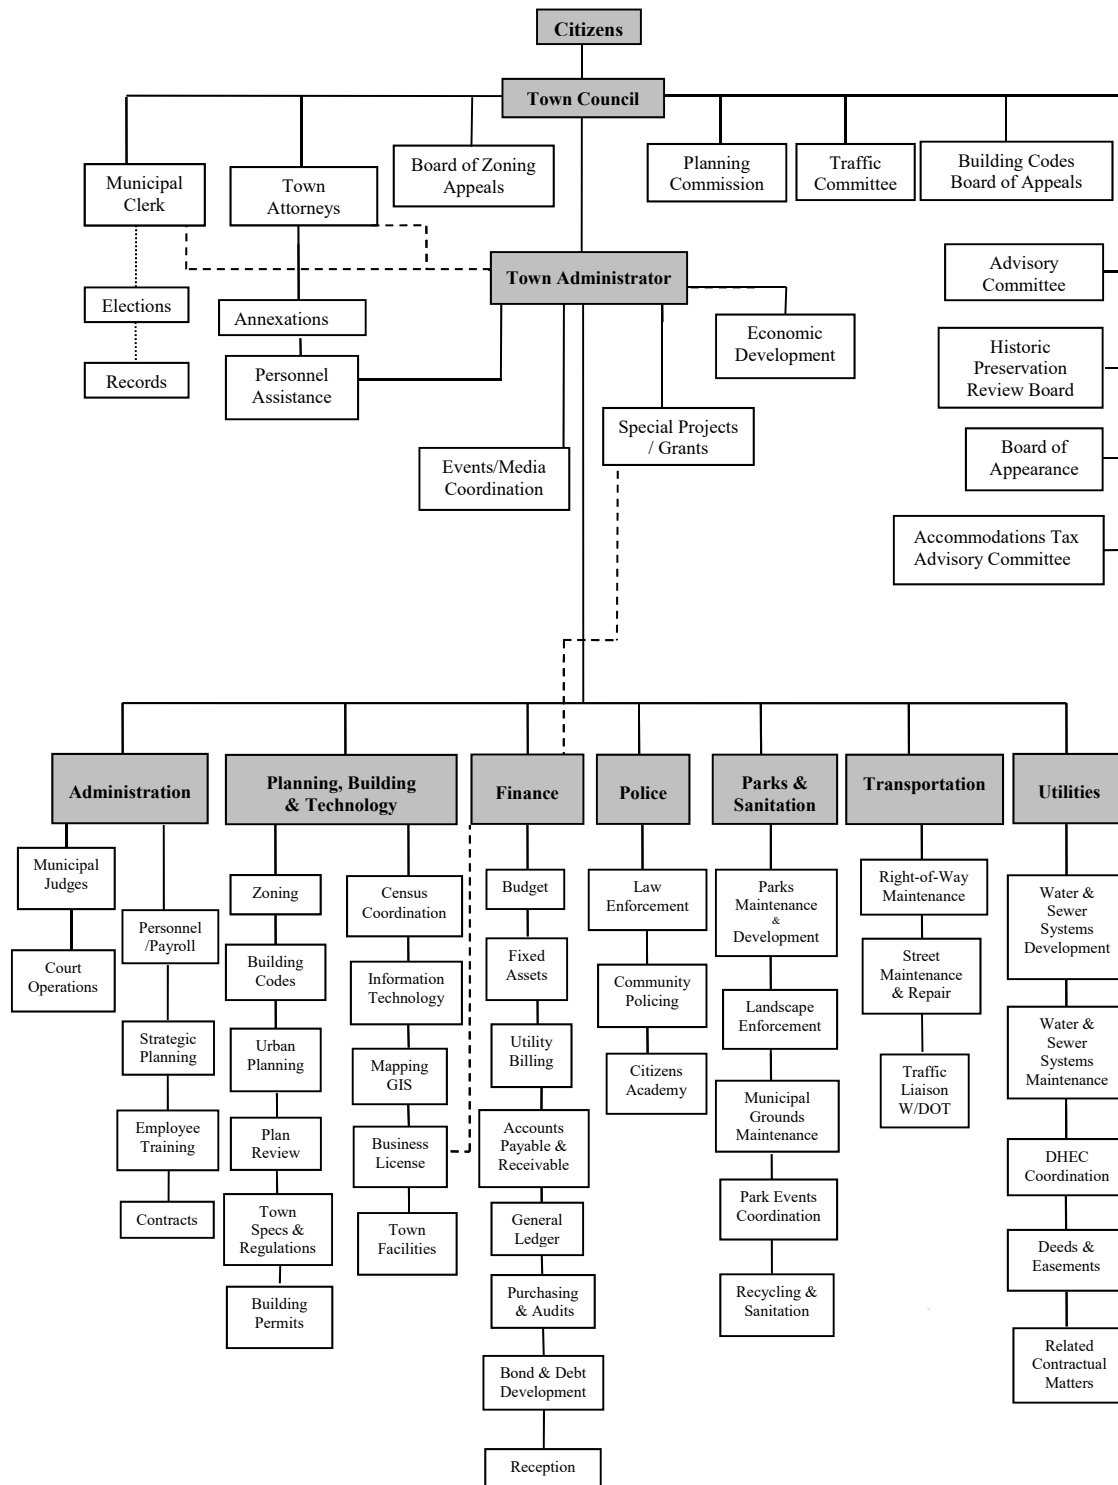 Citizens
Town Council
Municipal
Clerk
Town
Attorneys
Board of Zoning
Appeals
Planning
Commission
Traffic
Committee
Building Codes
Board of Appeals
Town Administrator
Advisory
Committee
Elections
Annexations
Economic
Development
Historic
Preservation
Review Board
Records
Personnel
Assistance
Special Projects
/ Grants
Events/Media
Coordination
Board of
Appearance
Accommodations Tax
Advisory Committee
Administration
Municipal
Judges
Court
Operations
Personnel
/Payroll
Strategic
Planning
Employee
Training
Contracts
Planning, Building
& Technology
Zoning
Building
Codes
Urban
Planning
Plan
Review
Town
Specs &
Regulations
Building
Permits
Census
Coordination
Information
Technology
Mapping
GIS
Business
License
Town
Facilities
Finance
Budget
Fixed
Assets
Utility
Billing
Accounts
Payable &
Receivable
General
Ledger
Purchasing
& Audits
Bond & Debt
Development
Reception
Police
Law
Enforcement
Community
Policing
Citizens
Academy
Parks &
Sanitation
Parks
Maintenance
&
Development
Landscape
Enforcement
Municipal
Grounds
Maintenance
Park Events
Coordination
Recycling &
Sanitation
Transportation
Right-of-Way
Maintenance
Street
Maintenance
& Repair
Traffic
Liaison
W/DOT
Utilities
Water &
Sewer
Systems
Development
Water &
Sewer
Systems
Maintenance
DHEC
Coordination
Deeds &
Easements
Related
Contractual
Matters